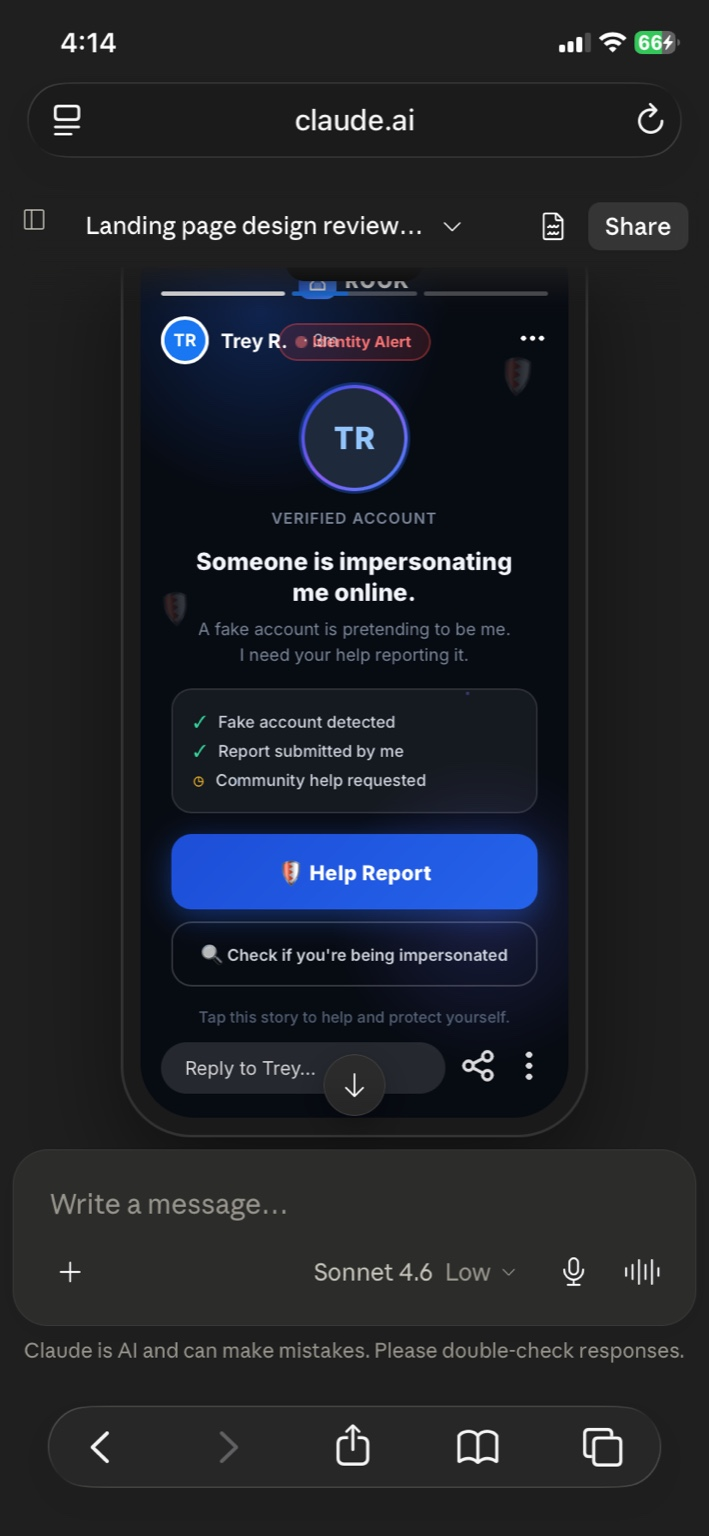 4:14
66
claude.ai
Landing page design review...
Share
ROOK
TR
Trey R.
Identity Alert
TR
VERIFIED ACCOUNT
Someone is impersonating
me online.
A fake account is pretending to be me.
I need your help reporting it.
✓ Fake account detected
✓ Report submitted by me
Community help requested
Help Report
Check if you're being impersonated
Tap this story to help and protect yourself.
Reply to Trey...
Write a message...
Sonnet 4.6 Low
Claude is AI and can make mistakes. Please double-check responses.